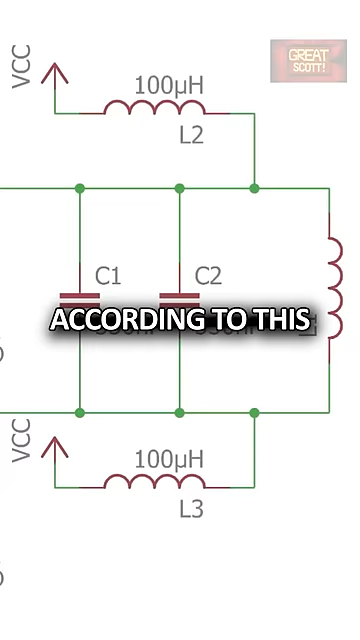 VCC
GREAT
SCOTT!
100µH
L2
C1
C2
ACCORDING TO THIS
VCC
100µH
L3